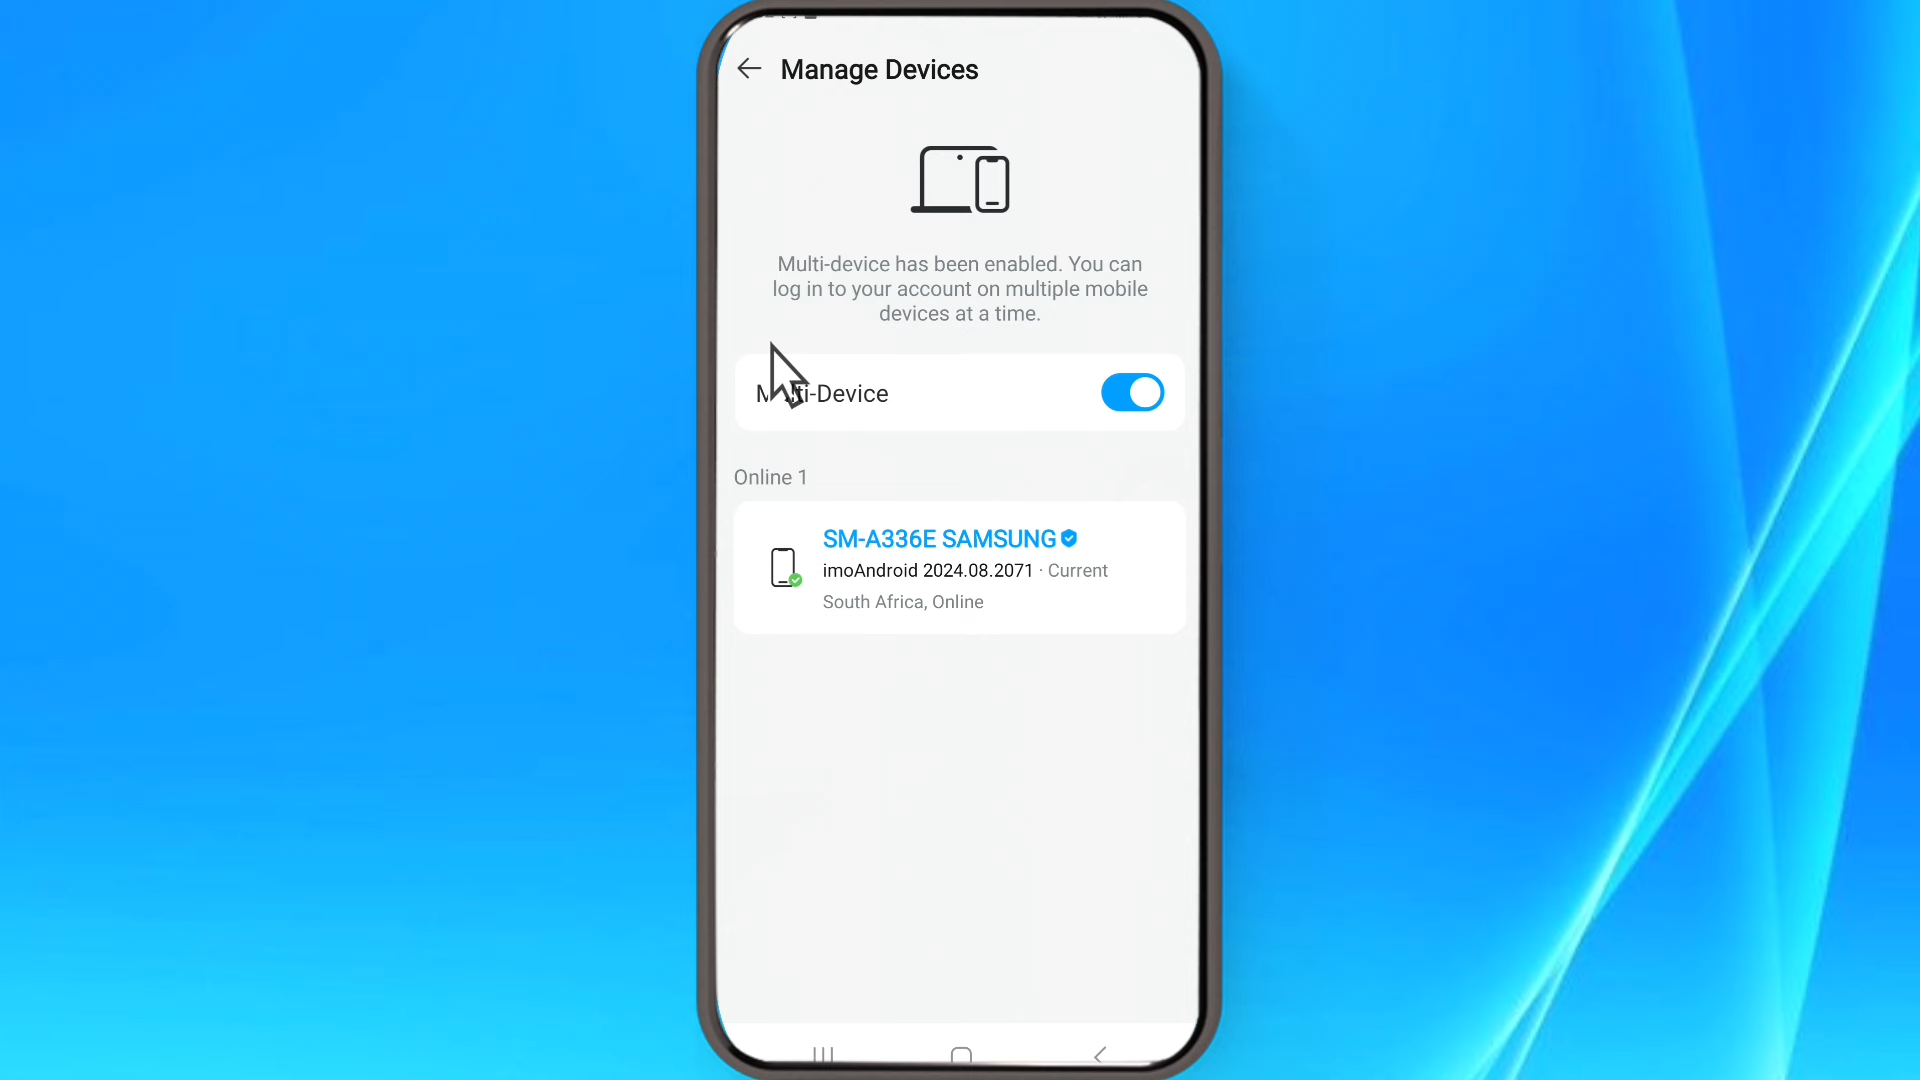 Manage Devices
Multi-device has been enabled. You can
log in to your account on multiple mobile
devices at a time.
Multi-Device
Online 1
SM-A336E SAMSUNG
imoAndroid 2024.08.2071 · Current
South Africa, Online